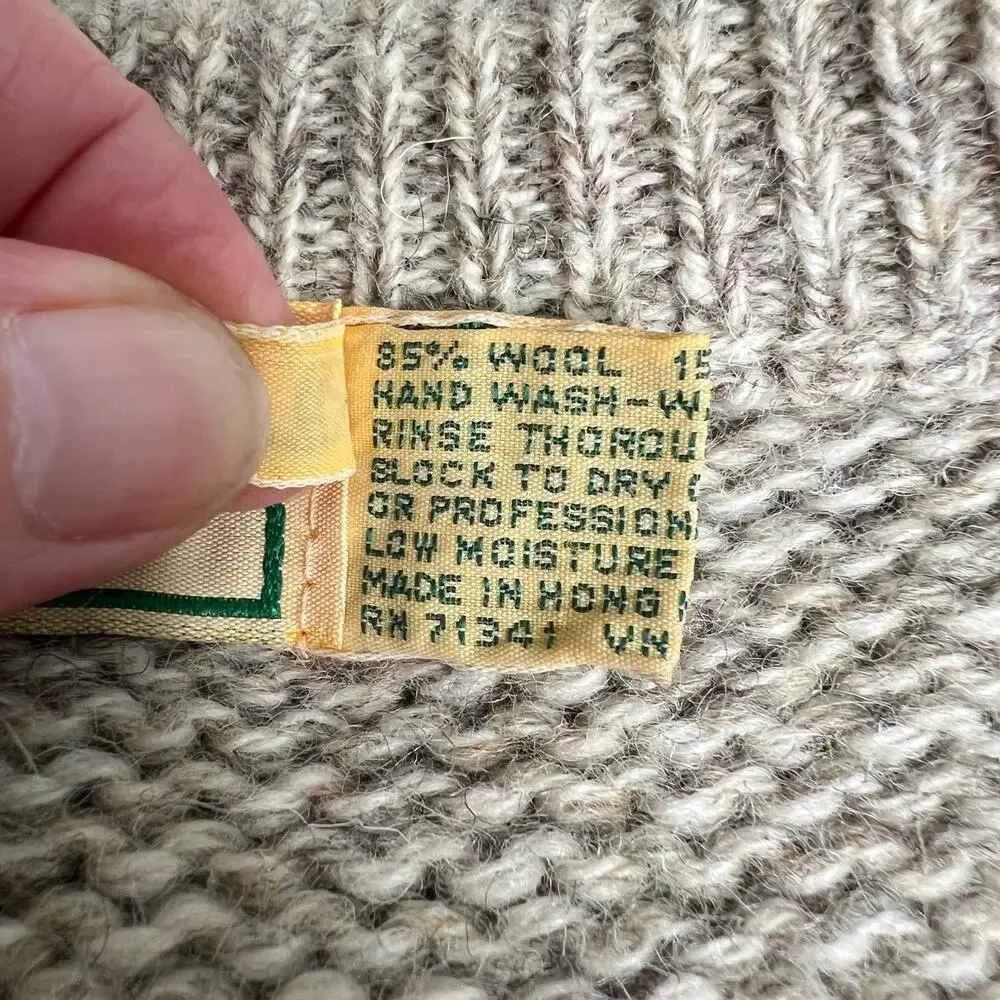 85% WOOL 15
HAND WASH - W
RINSE THOROU
BLOCK TO DRY
OR PROFESSION
LOW MOISTURE
MADE IN HONG
RN 71341 VN